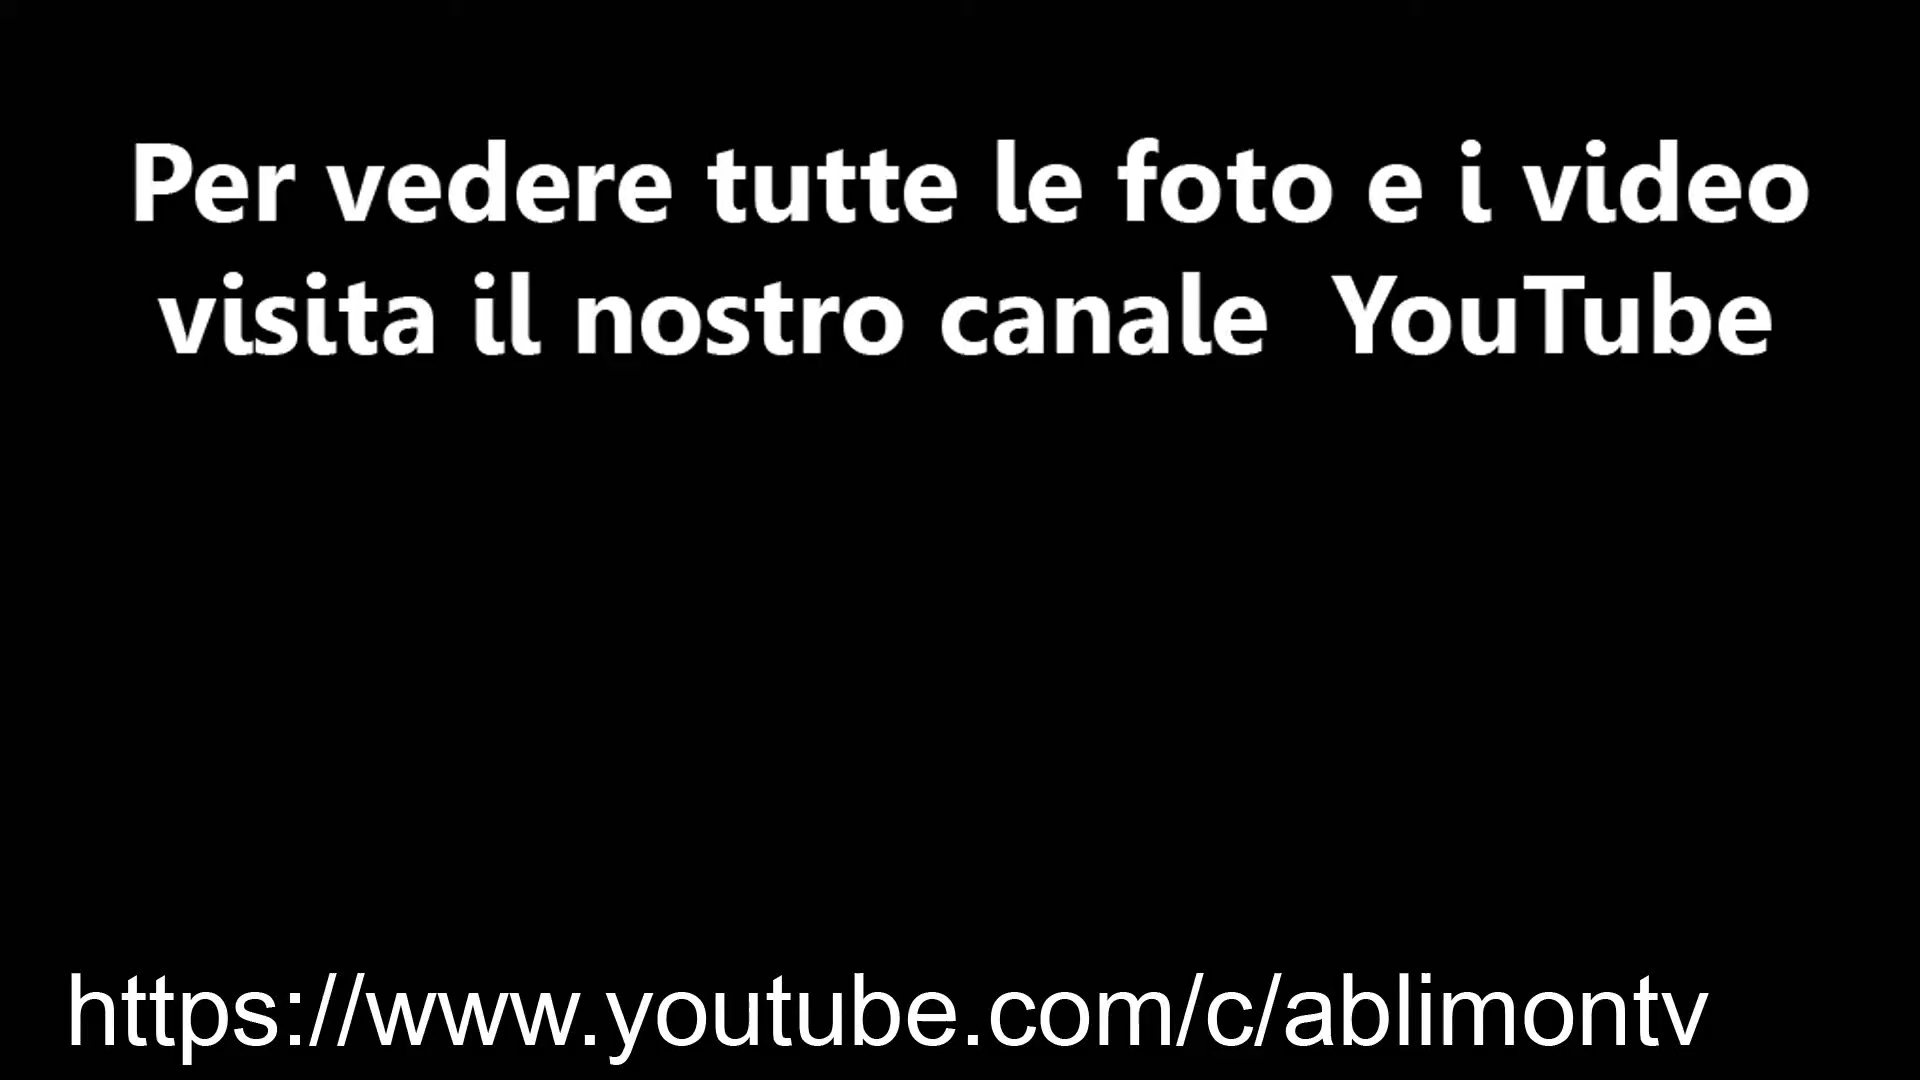 Per vedere tutte le foto e i video
visita il nostro canale  YouTube
https://www.youtube.com/c/ablimontv